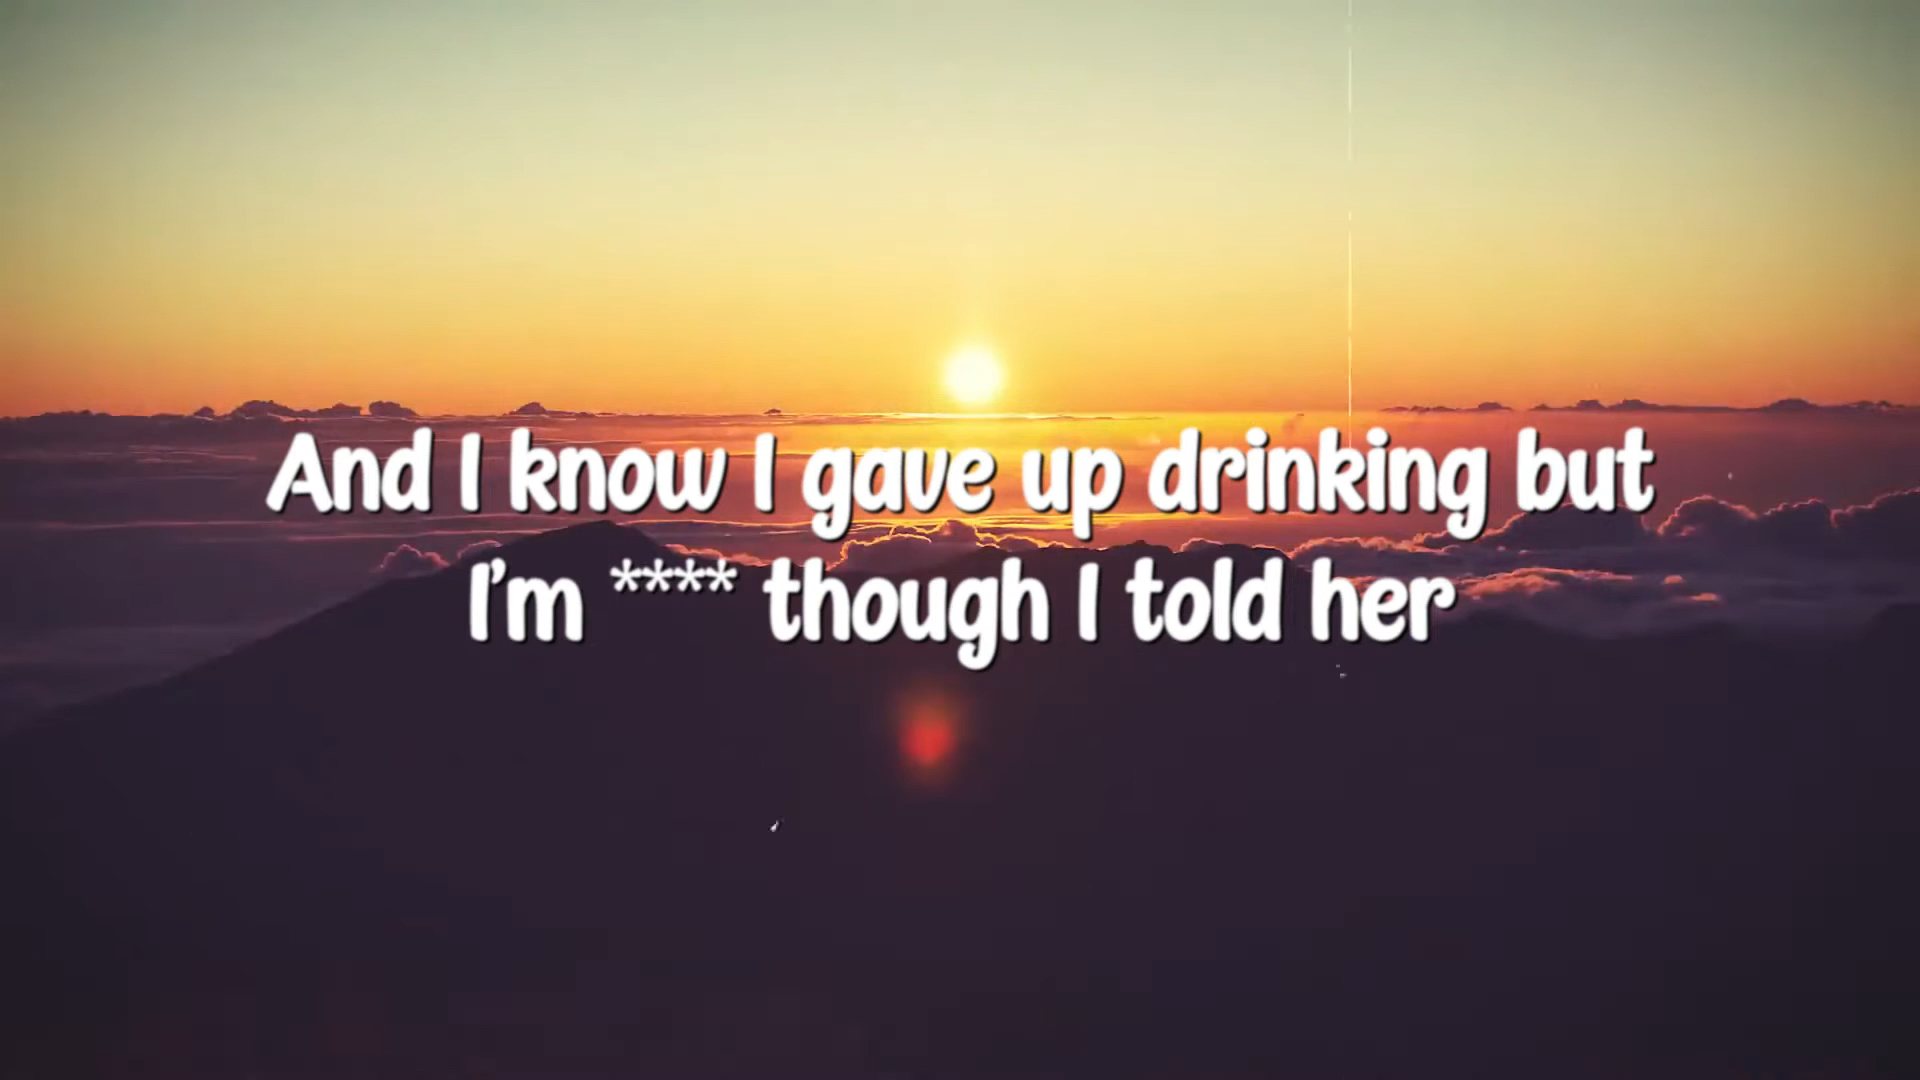 And I know I gave up drinking but
I'm **** though I told her